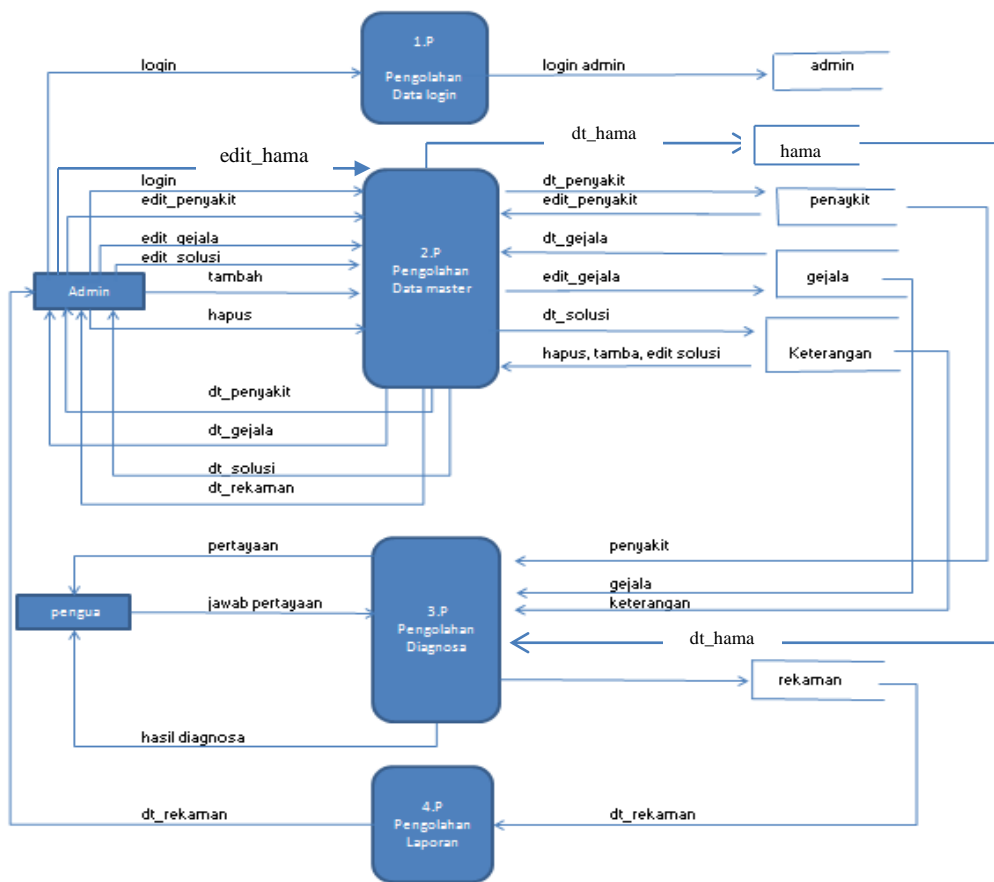 1.P
Pengolahan
Data login
login
login admin
admin
dt_hama
hama
edit_hama
login
edit_penyakit
edit_gejala
edit_solusi
tambah
hapus
Admin
2.P
Pengolahan
Data master
dt_penyakit
edit_penyakit
penaykit
dt_gejala
edit_gejala
gejala
dt_solusi
hapus, tamba, edit solusi
Keterangan
dt_penyakit
dt_gejala
dt_solusi
dt_rekaman
pertayaan
pengua
jawab pertayaan
3.P
Pengolahan
Diagnosa
penyakit
gejala
keterangan
dt_hama
rekaman
hasil diagnosa
4.P
Pengolahan
Laporan
dt_rekaman
dt_rekaman